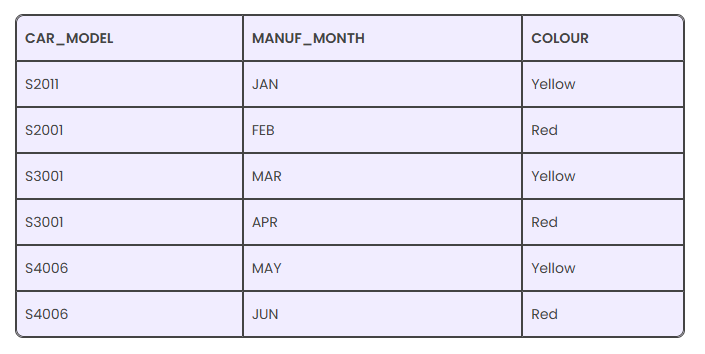 CAR_MODEL MANUF_MONTH COLOUR
S2011 JAN Yellow
S2001 FEB Red
S3001 MAR Yellow
S3001 APR Red
S4006 MAY Yellow
S4006 JUN Red